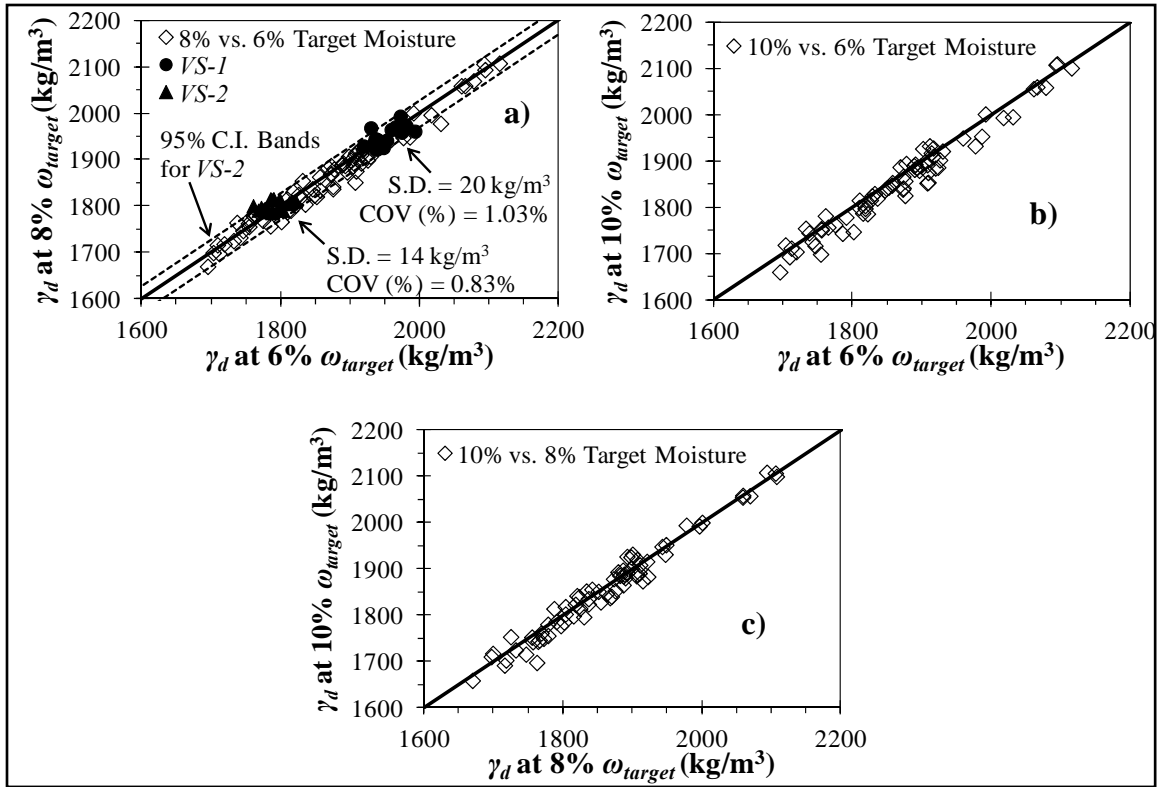 2200
2100
2000
1900
1800
1700
1600
1600 1800 2000 2200
γd at 8% ωtarget (kg/m³)
γd at 6% ωtarget (kg/m³)
8% vs. 6% Target Moisture
VS-1
VS-2
a)
95% C.I. Bands
for VS-2
S.D. = 20 kg/m³
COV (%) = 1.03%
S.D. = 14 kg/m³
COV (%) = 0.83%
2200
2100
2000
1900
1800
1700
1600
1600 1800 2000 2200
γd at 10% ωtarget (kg/m³)
γd at 6% ωtarget (kg/m³)
10% vs. 6% Target Moisture
b)
2200
2100
2000
1900
1800
1700
1600
1600 1800 2000 2200
γd at 10% ωtarget (kg/m³)
γd at 8% ωtarget (kg/m³)
10% vs. 8% Target Moisture
c)